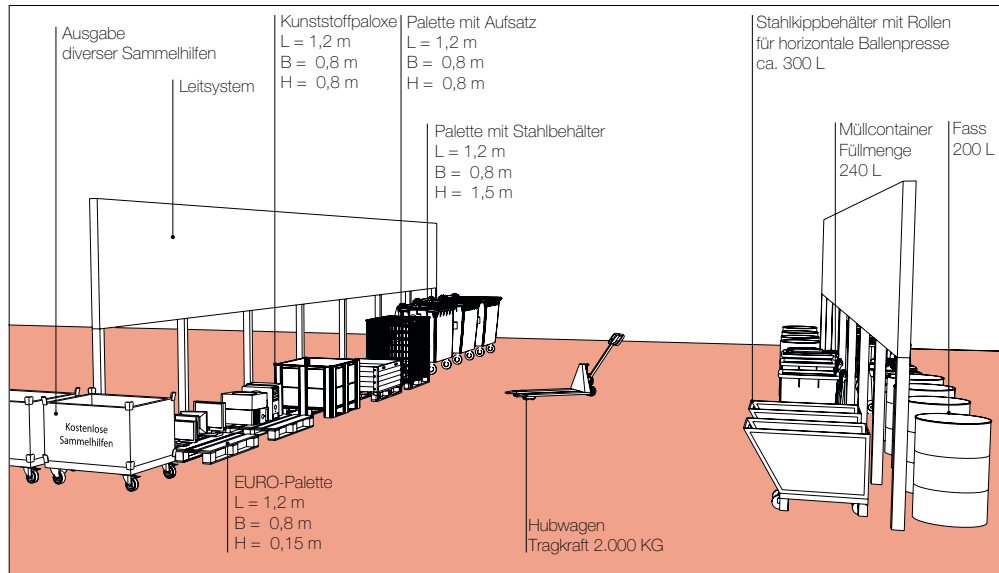 Ausgabe
diverser Sammelhilfen
Leitsystem
Kunststoffpaloxe
L = 1,2 m
B = 0,8 m
H = 0,8 m
Palette mit Aufsatz
L = 1,2 m
B = 0,8 m
H = 0,8 m
Palette mit Stahlbehälter
L = 1,2 m
B = 0,8 m
H = 1,5 m
Stahlkippbehälter mit Rollen
für horizontale Ballenpresse
ca. 300 L
Müllcontainer
Füllmenge
240 L
Fass
200 L
Kostenlose
Sammelhilfen
EURO-Palette
L = 1,2 m
B = 0,8 m
H = 0,15 m
Hubwagen
Tragkraft 2.000 KG